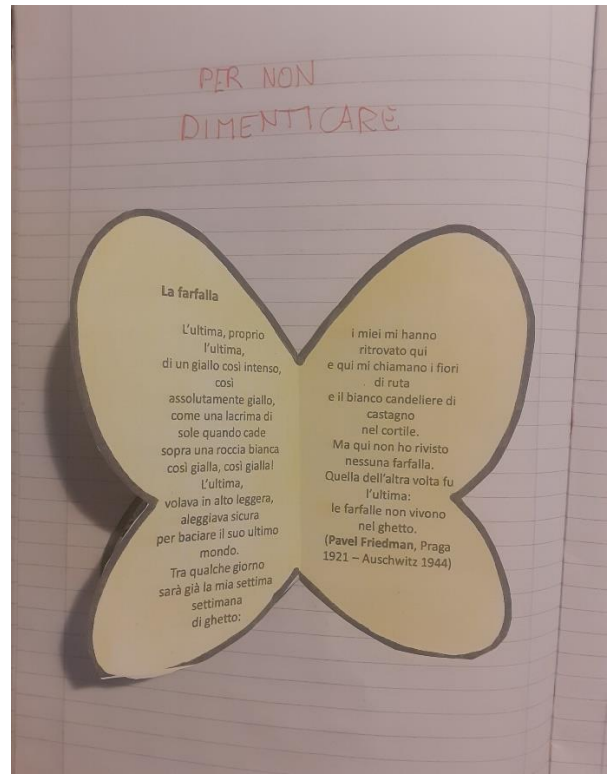 PER NON
DIMENTICARE
La farfalla
L'ultima, proprio
l'ultima,
di un giallo così intenso,
così
assolutamente giallo,
come una lacrima di
sole quando cade
sopra una roccia bianca
così gialla, così gialla!
L'ultima,
volava in alto leggera,
aleggiava sicura
per baciare il suo ultimo
mondo.
Tra qualche giorno
sarà già la mia settima
settimana
di ghetto:
i miei mi hanno
ritrovato qui
e qui mi chiamano i fiori
di ruta
e il bianco candeliere di
castagno
nel cortile.
Ma qui non ho rivisto
nessuna farfalla.
Quella dell'altra volta fu
l'ultima:
le farfalle non vivono
nel ghetto.
(Pavel Friedman, Praga
1921 – Auschwitz 1944)